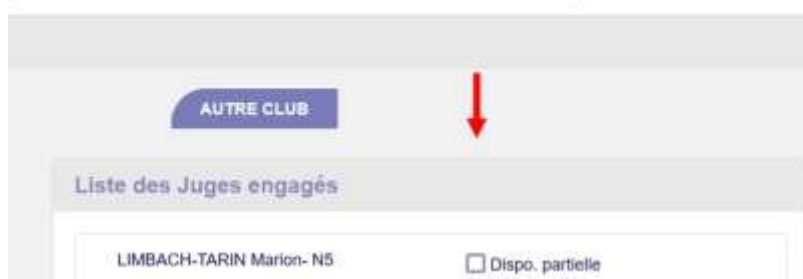 AUTRE CLUB
Liste des Juges engagés
LIMBACH-TARIN Marion- N5
Dispo. partielle